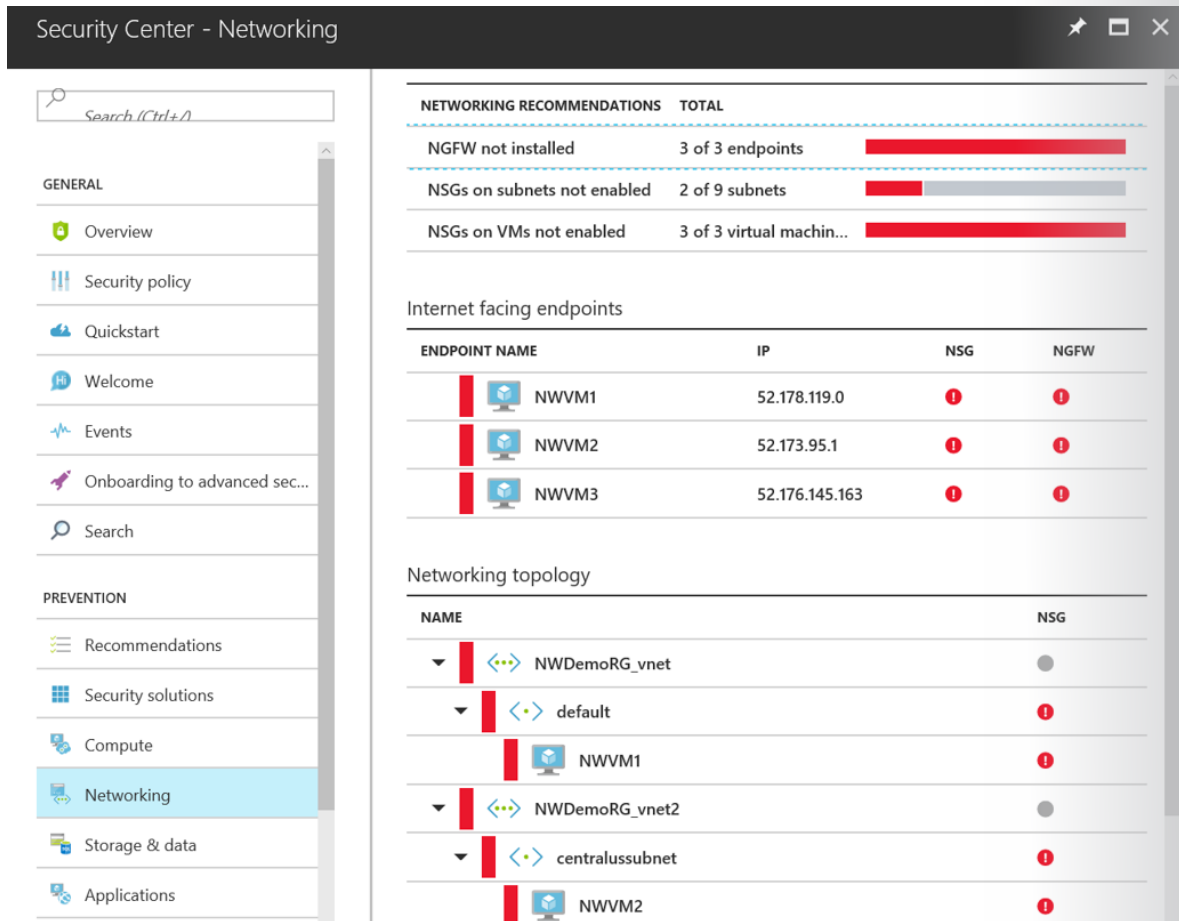 Security Center - Networking
Search (Ctrl+/)
GENERAL
Overview
Security policy
Quickstart
Welcome
Events
Onboarding to advanced sec...
Search
PREVENTION
Recommendations
Security solutions
Compute
Networking
Storage & data
Applications
NETWORKING RECOMMENDATIONS TOTAL
NGFW not installed 3 of 3 endpoints
NSGs on subnets not enabled 2 of 9 subnets
NSGs on VMs not enabled 3 of 3 virtual machin...
Internet facing endpoints
ENDPOINT NAME IP NSG NGFW
NWVM1 52.178.119.0
NWVM2 52.173.95.1
NWVM3 52.176.145.163
Networking topology
NAME NSG
NWDemoRG_vnet
default
NWVM1
NWDemoRG_vnet2
centralussubnet
NWVM2